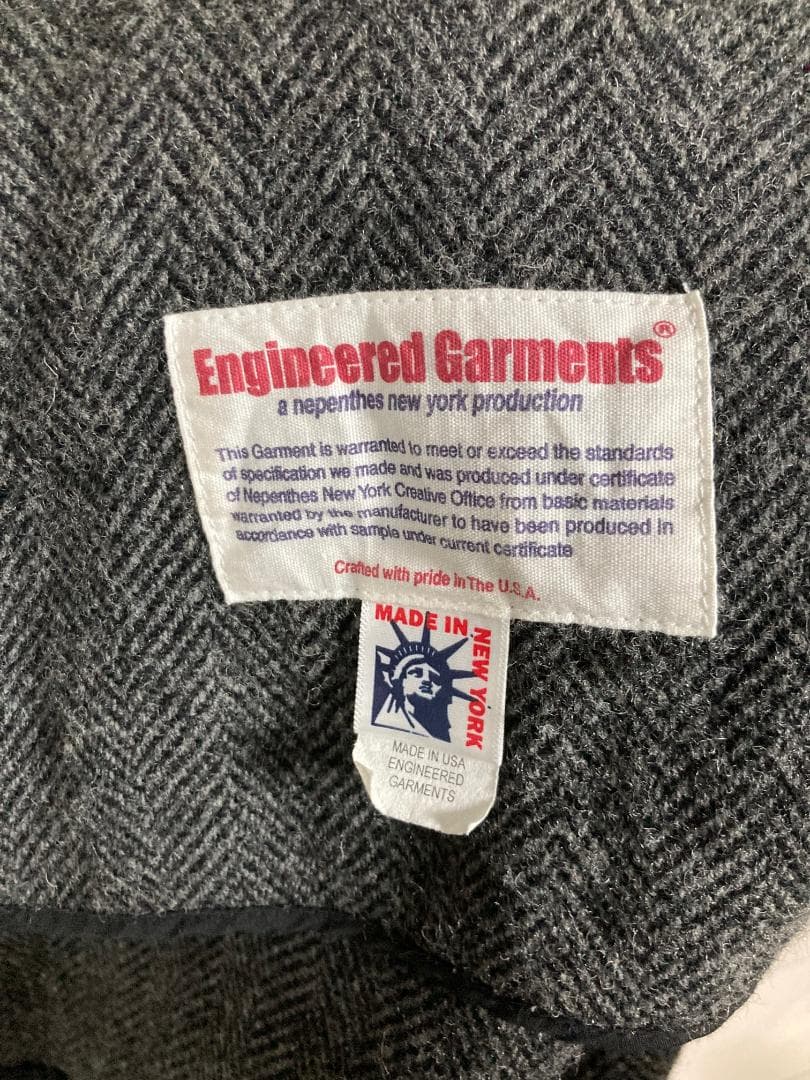 Engineered Garments®
a nepenthes new york production
This Garment is warranted to meet or exceed the standards
of specification we made and was produced under certificate
of Nepenthes New York Creative Office from basic materials
warranted by the manufacturer to have been produced in
accordance with sample under current certificate
Crafted with pride in The U.S.A.
MADE IN
NEW YORK
MADE IN USA
ENGINEERED
GARMENTS